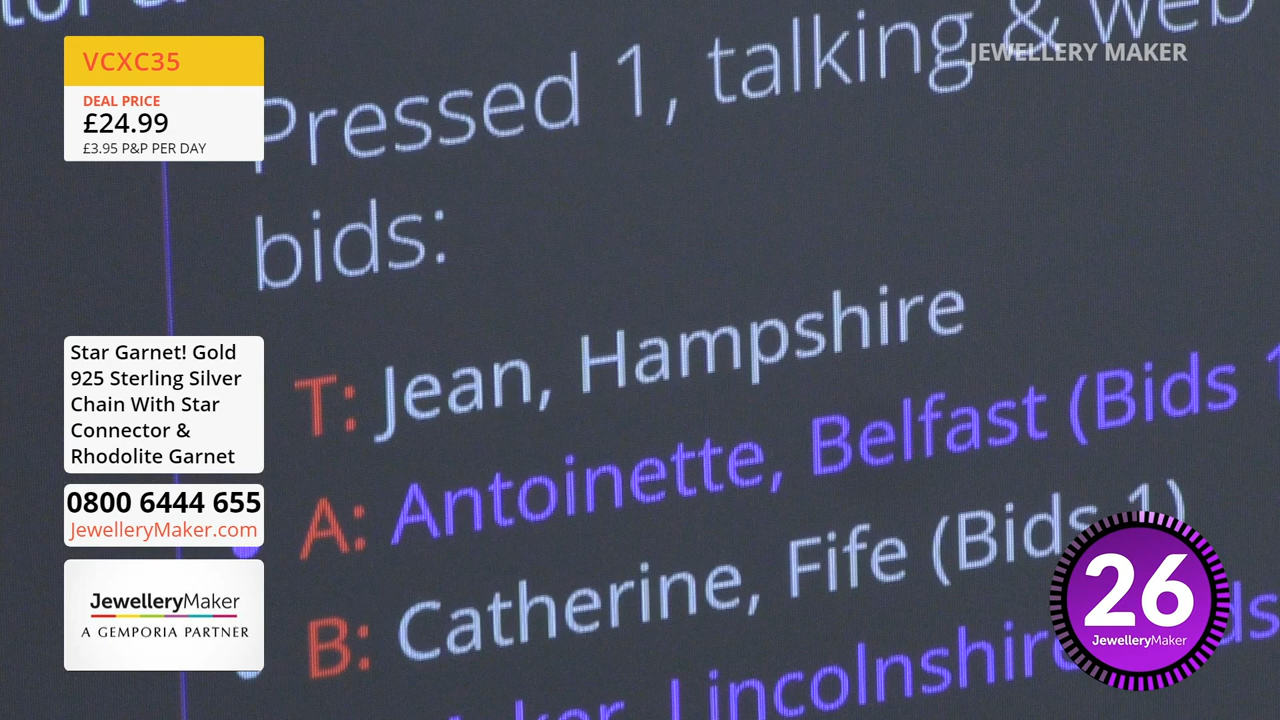 VCXC35
DEAL PRICE
£24.99
£3.95 P&P PER DAY
JEWELLERY MAKER
Pressed 1, talking & web
bids:
T: Jean, Hampshire
A: Antoinette, Belfast (Bids 1
B: Catherine, Fife (Bids 1)
Lincolnshire
Star Garnet! Gold
925 Sterling Silver
Chain With Star
Connector &
Rhodolite Garnet
0800 6444 655
JewelleryMaker.com
JewelleryMaker
A GEMPORIA PARTNER
26
JewelleryMaker